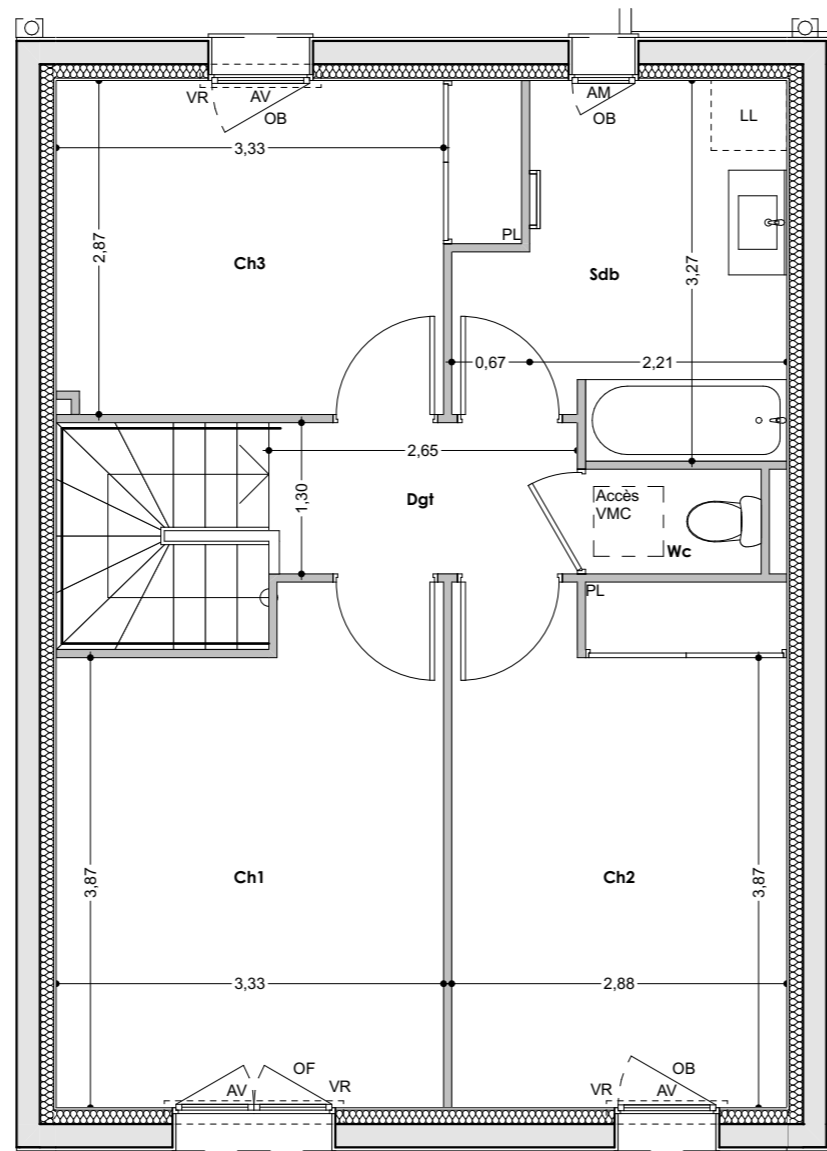 VR
AV
OB
AM
OB
LL
3,33
2,87
PL
Ch3
Sdb
3,27
0,67
2,21
2,65
1,30
Dgt
Accès
VMC
Wc
PL
3,87
Ch1
Ch2
3,87
3,33
2,88
AV
OF
VR
VR
AV
OB